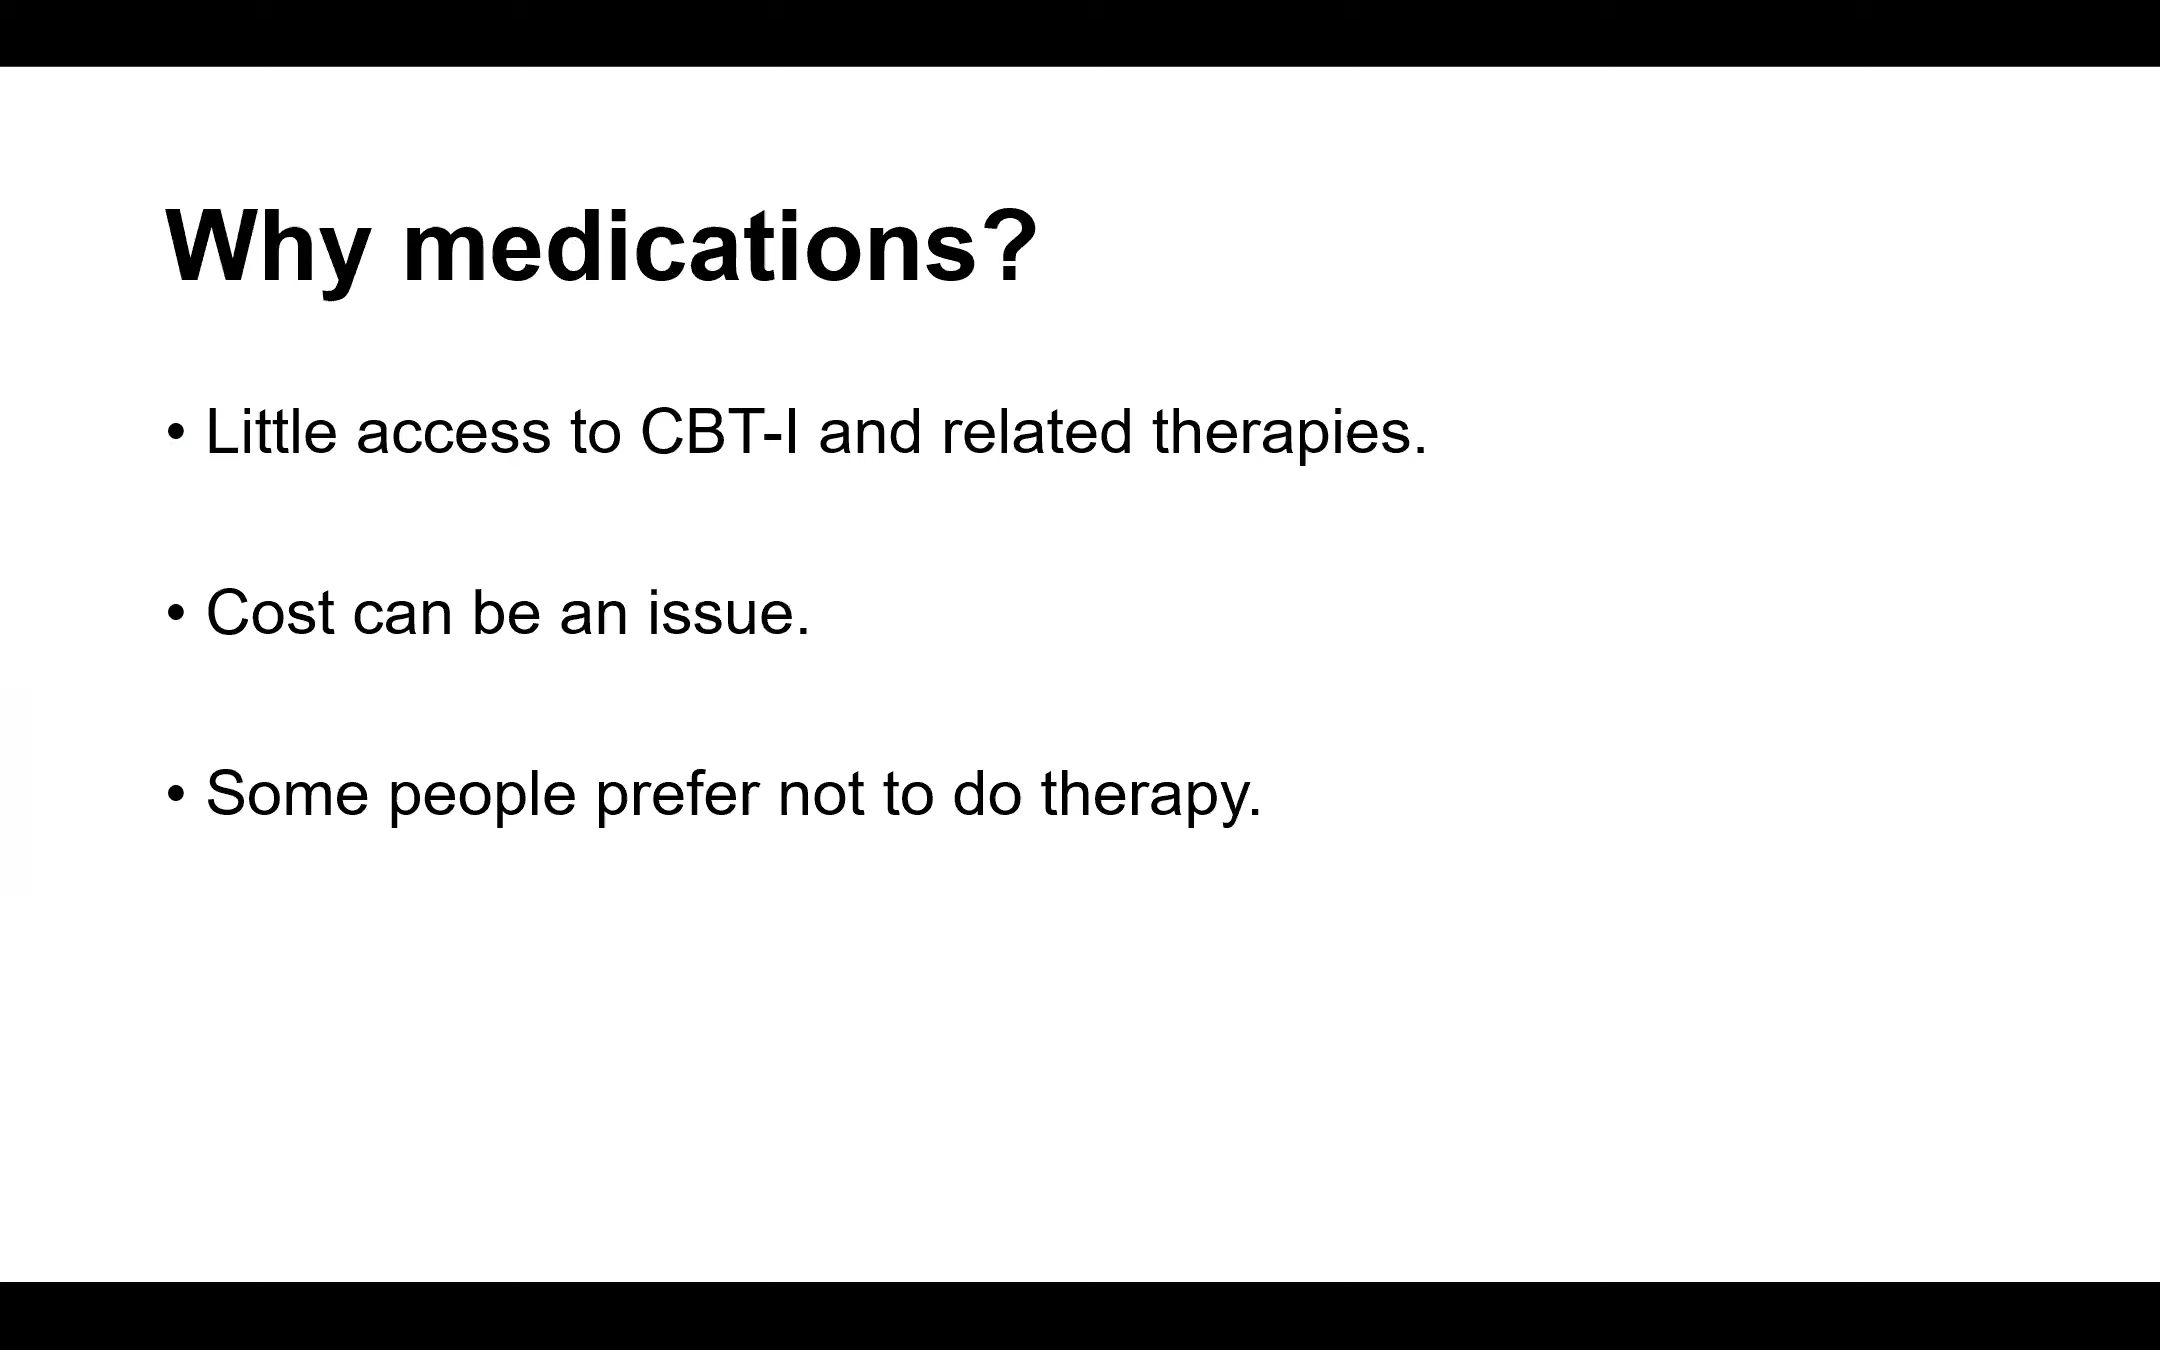 Why medications?
• Little access to CBT-I and related therapies.
• Cost can be an issue.
• Some people prefer not to do therapy.